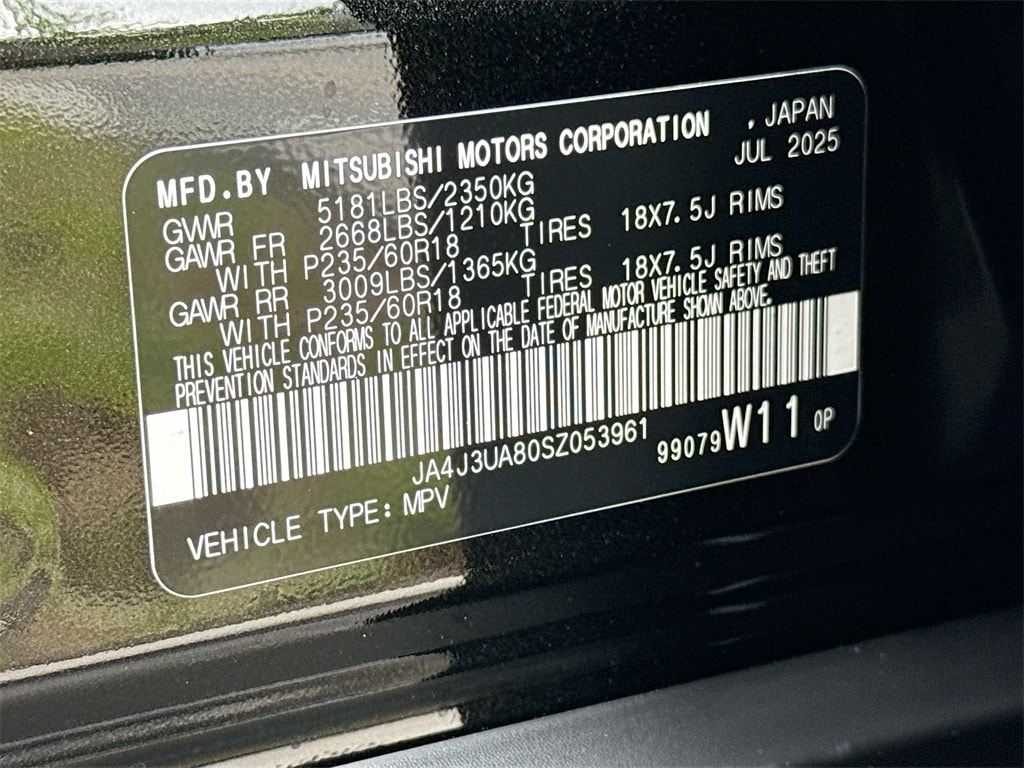 MFD.BY MITSUBISHI MOTORS CORPORATION , JAPAN
JUL 2025
GVWR 5181LBS/2350KG
GAWR FR 2668LBS/1210KG
WITH P235/60R18 TIRES 18X7.5J RIMS
GAWR RR 3009LBS/1365KG
WITH P235/60R18 TIRES 18X7.5J RIMS
THIS VEHICLE CONFORMS TO ALL APPLICABLE FEDERAL MOTOR VEHICLE SAFETY AND THEFT
PREVENTION STANDARDS IN EFFECT ON THE DATE OF MANUFACTURE SHOWN ABOVE.
JA4J3UA80SZ053961
99079W11 0P
VEHICLE TYPE: MPV